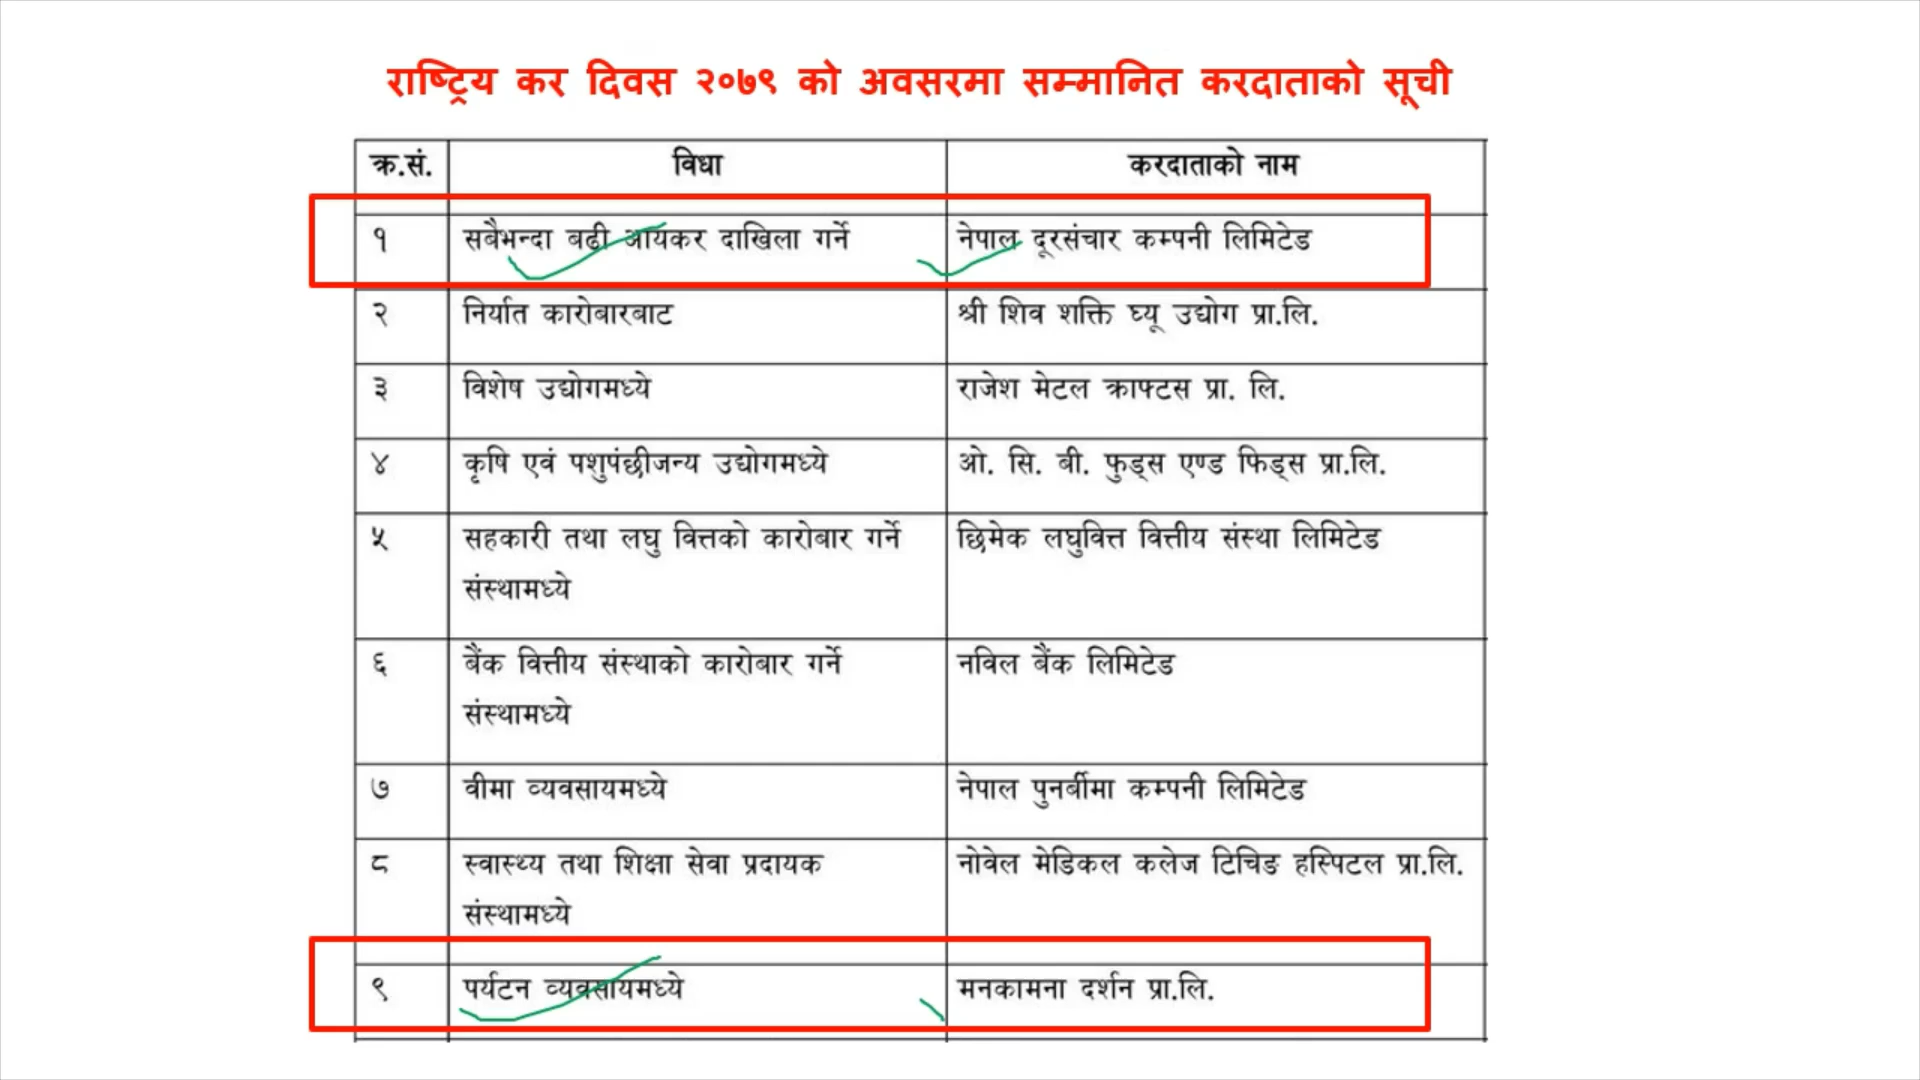 राष्ट्रिय कर दिवस २०७९ को अवसरमा सम्मानित करदाताको सूची
क्र.सं. विधा करदाताको नाम
१ सबैभन्दा बढी आयकर दाखिला गर्ने नेपाल दूरसंचार कम्पनी लिमिटेड
२ निर्यात कारोबारबाट श्री शिव शक्ति घ्यू उद्योग प्रा.लि.
३ विशेष उद्योगमध्ये राजेश मेटल क्राफ्टस प्रा. लि.
४ कृषि एवं पशुपंछीजन्य उद्योगमध्ये ओ. सि. बी. फुड्स एण्ड फिड्स प्रा.लि.
५ सहकारी तथा लघु वित्तको कारोबार गर्ने छिमेक लघुवित्त वित्तीय संस्था लिमिटेड
संस्थामध्ये
६ बैंक वित्तीय संस्थाको कारोबार गर्ने नविल बैंक लिमिटेड
संस्थामध्ये
७ वीमा व्यवसायमध्ये नेपाल पुनर्बीमा कम्पनी लिमिटेड
८ स्वास्थ्य तथा शिक्षा सेवा प्रदायक नोवेल मेडिकल कलेज टिचिङ हस्पिटल प्रा.लि.
संस्थामध्ये
९ पर्यटन व्यवसायमध्ये मनकामना दर्शन प्रा.लि.